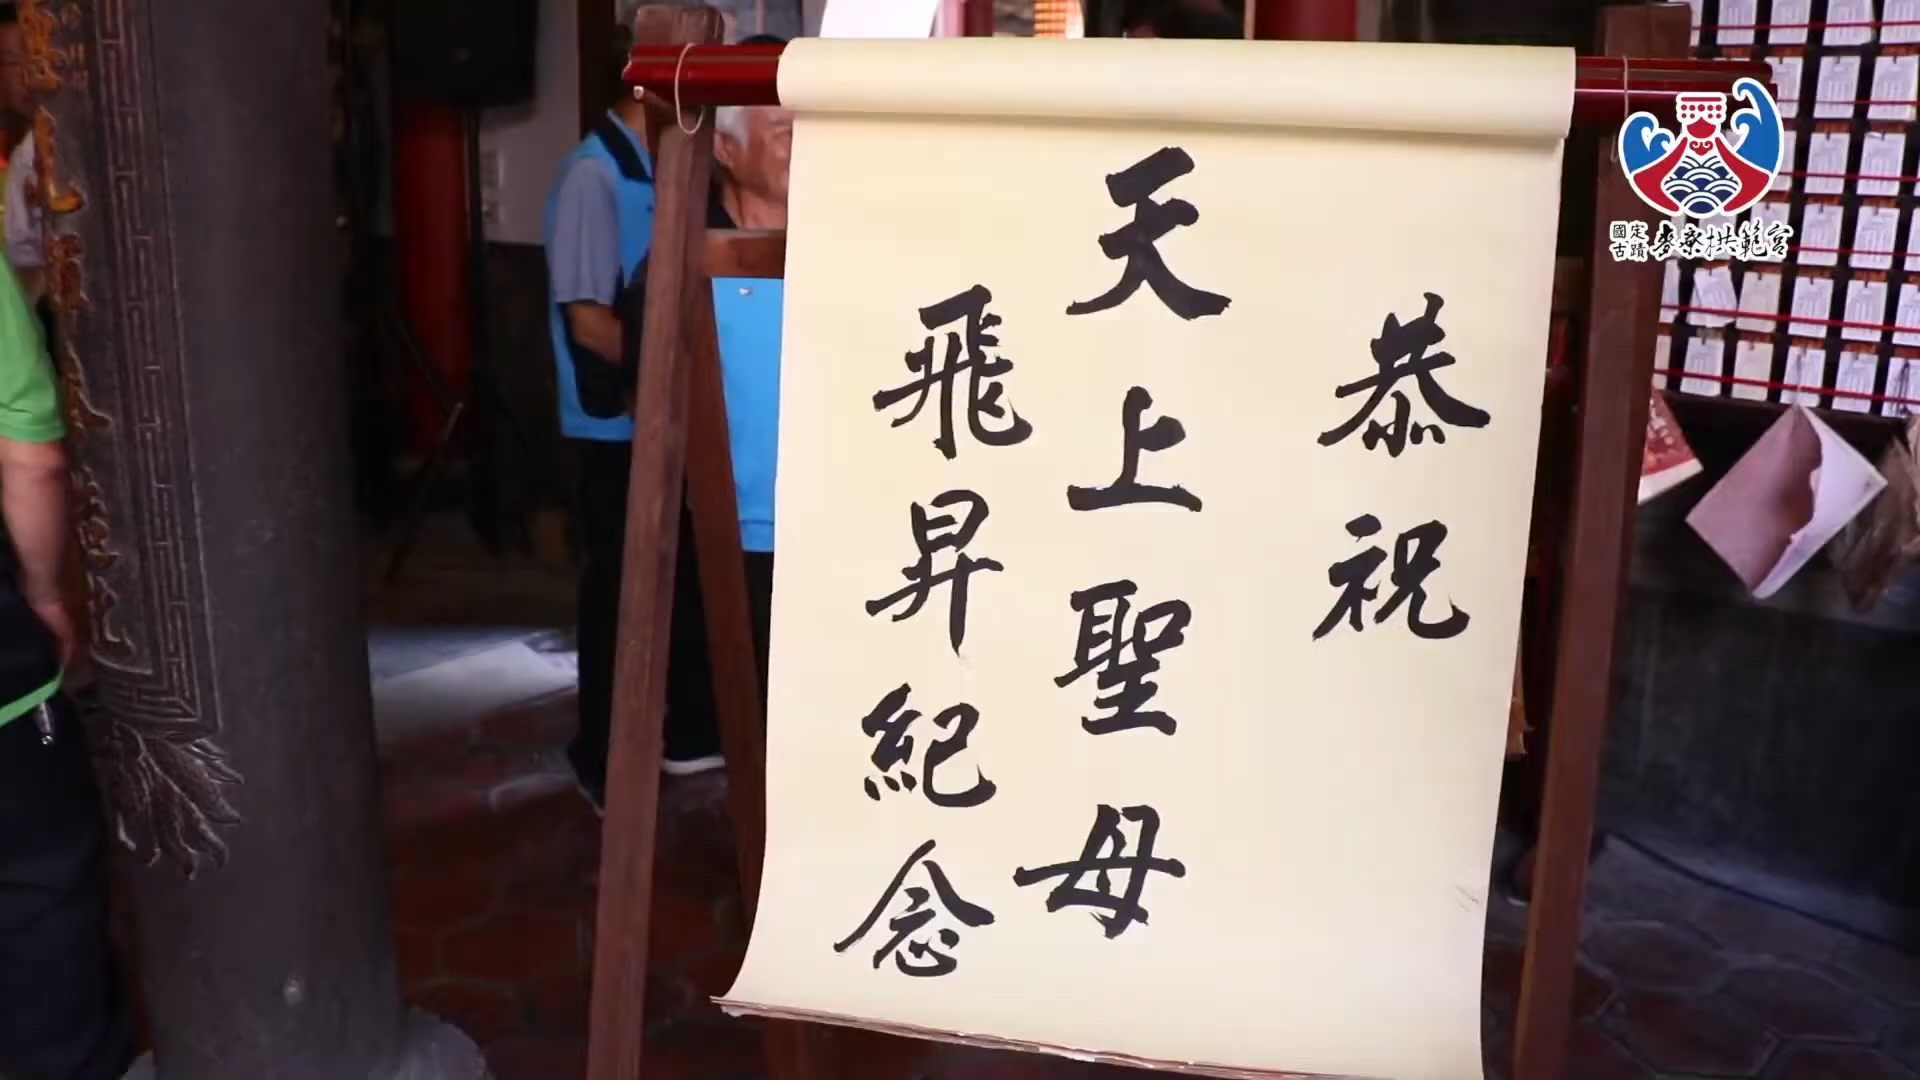 恭祝
天上聖母
飛昇紀念
國定古蹟
麥寮拱範宮